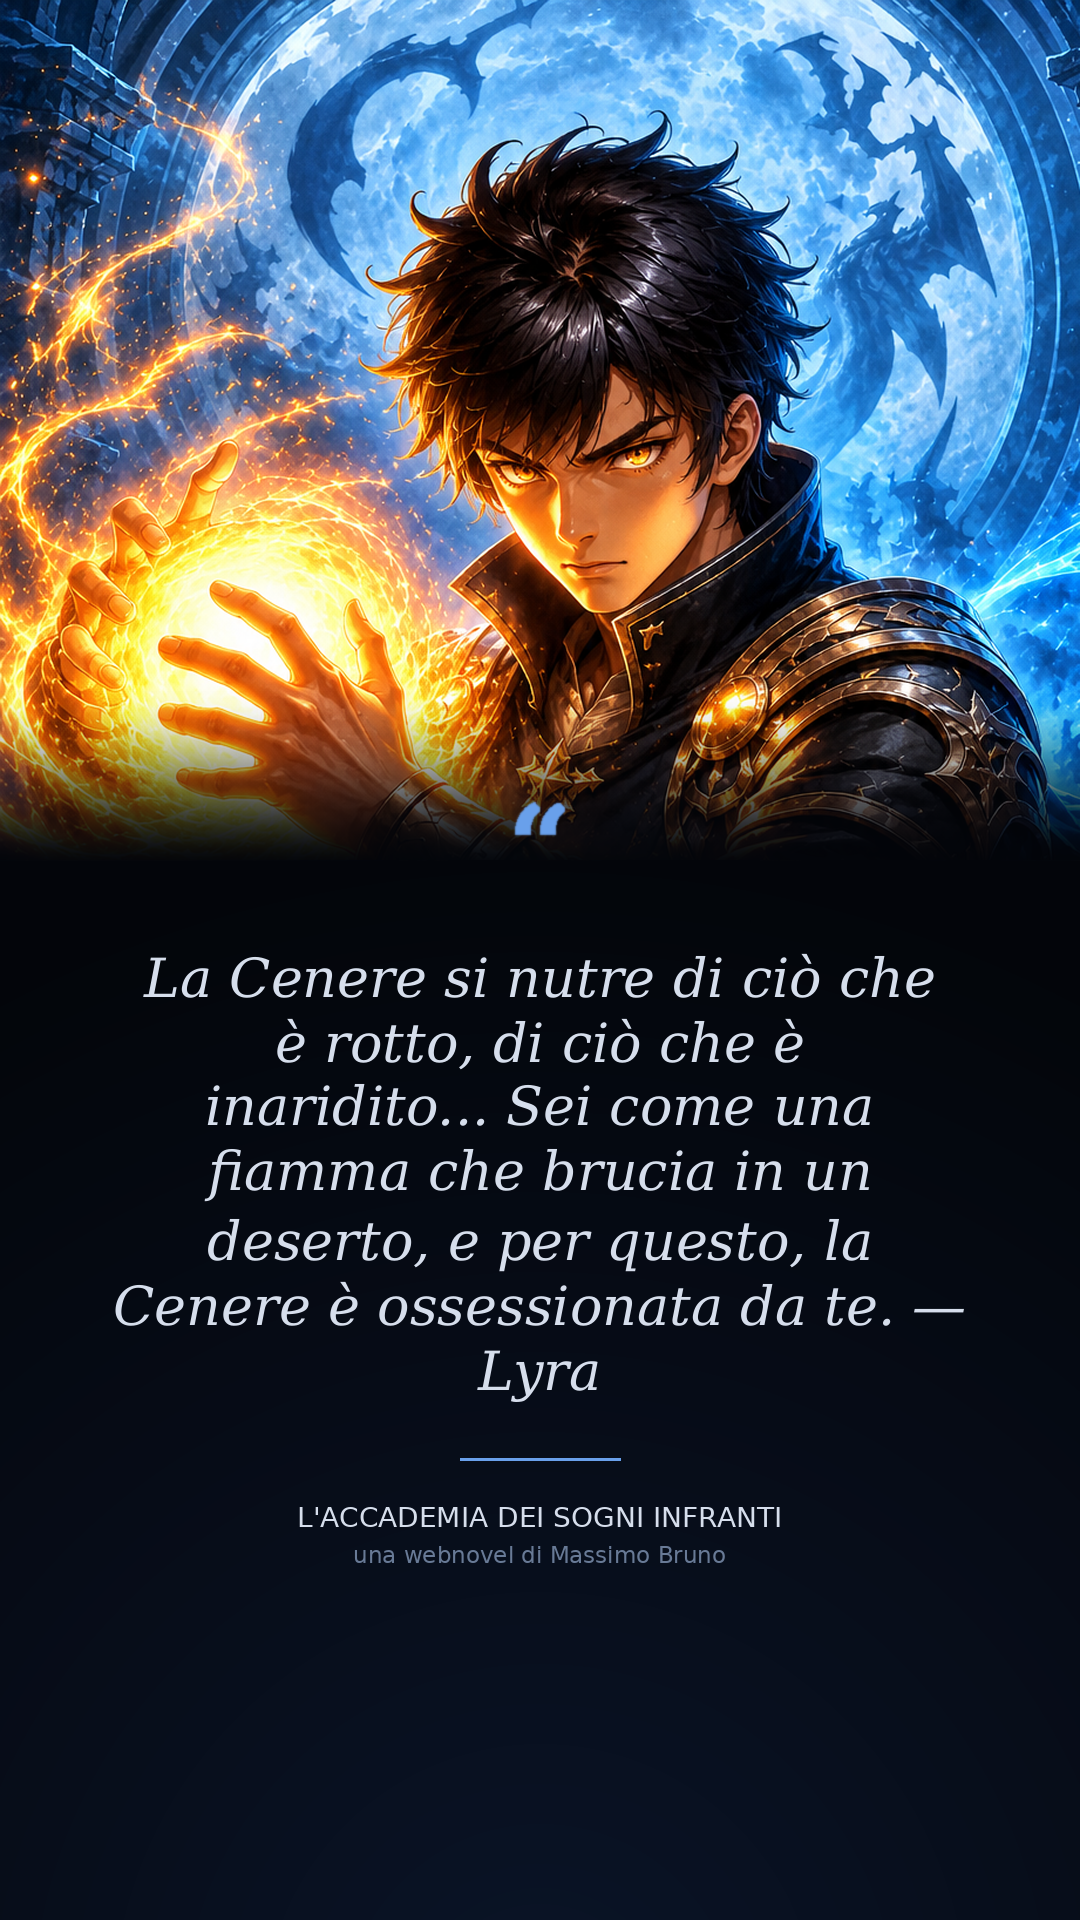 “
La Cenere si nutre di ciò che
è rotto, di ciò che è
inaridito... Sei come una
fiamma che brucia in un
deserto, e per questo, la
Cenere è ossessionata da te. —
Lyra
L'ACCADEMIA DEI SOGNI INFRANTI
una webnovel di Massimo Bruno